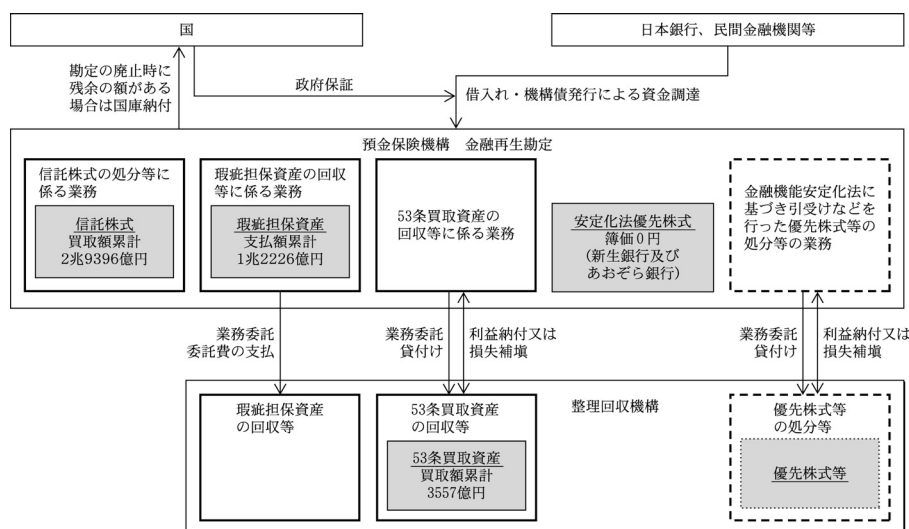 国
日本銀行、民間金融機関等
勘定の廃止時に
残余の額がある
場合は国庫納付
政府保証
借入れ・機構債発行による資金調達
預金保険機構 金融再生勘定
信託株式の処分等に
係る業務
信託株式
買取額累計
2兆9396億円
瑕疵担保資産の回収
等に係る業務
瑕疵担保資産
支払額累計
1兆2226億円
53条買取資産の
回収等に係る業務
安定化法優先株式
簿価0円
(新生銀行及び
あおぞら銀行)
金融機能安定化法に
基づき引受けなどを
行った優先株式等の
処分等の業務
業務委託
委託費の支払
業務委託
貸付け
利益納付又は
損失補塡
業務委託
貸付け
利益納付又は
損失補塡
整理回収機構
瑕疵担保資産
の回収等
53条買取資産
の回収等
53条買取資産
買取額累計
3557億円
優先株式等
の処分等
優先株式等